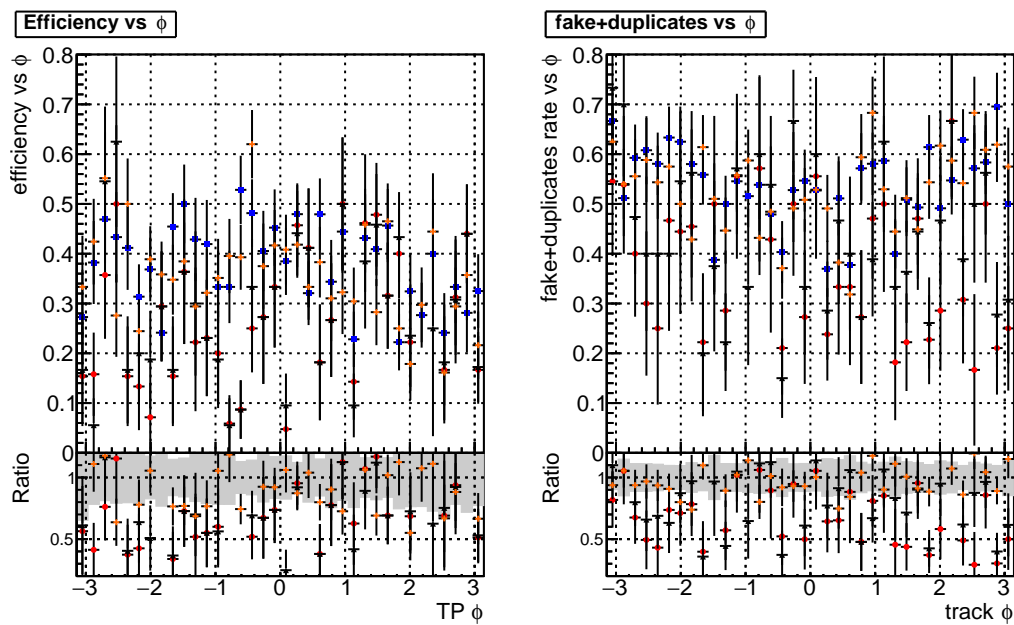 Efficiency vs ϕ
efficiency vs ϕ
0.8
0.7
0.6
0.5
0.4
0.3
0.2
0.1
0
Ratio
1
0.5
−3 −2 −1 0 1 2 3
TP ϕ
fake+duplicates vs ϕ
fake+duplicates rate vs ϕ
0.8
0.7
0.6
0.5
0.4
0.3
0.2
0.1
0
Ratio
1
0.5
−3 −2 −1 0 1 2 3
track ϕ